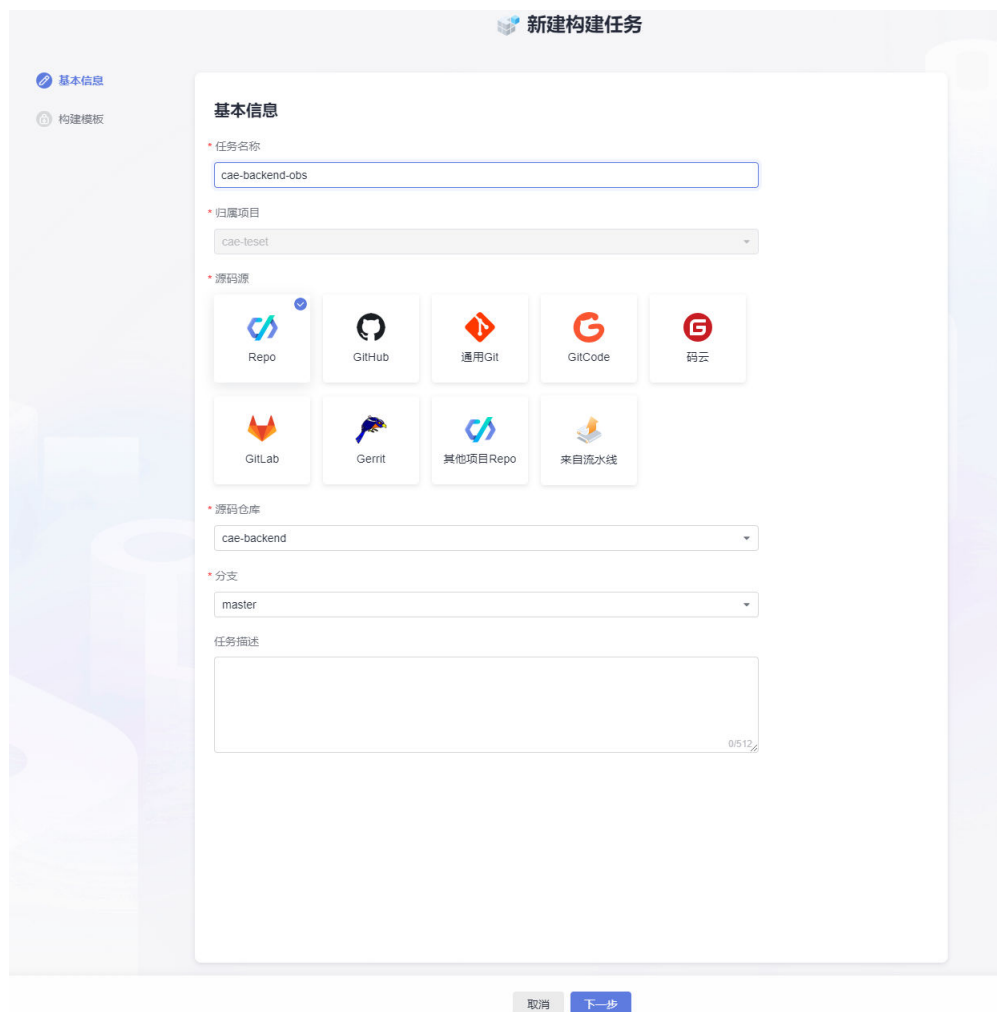 新建构建任务
基本信息
构建模板
基本信息
* 任务名称
cae-backend-obs
* 归属项目
cae-teset
* 源码源
Repo
GitHub
通用Git
GitCode
码云
GitLab
Gerrit
其他项目Repo
来自流水线
* 源码仓库
cae-backend
* 分支
master
任务描述
0/512
取消
下一步